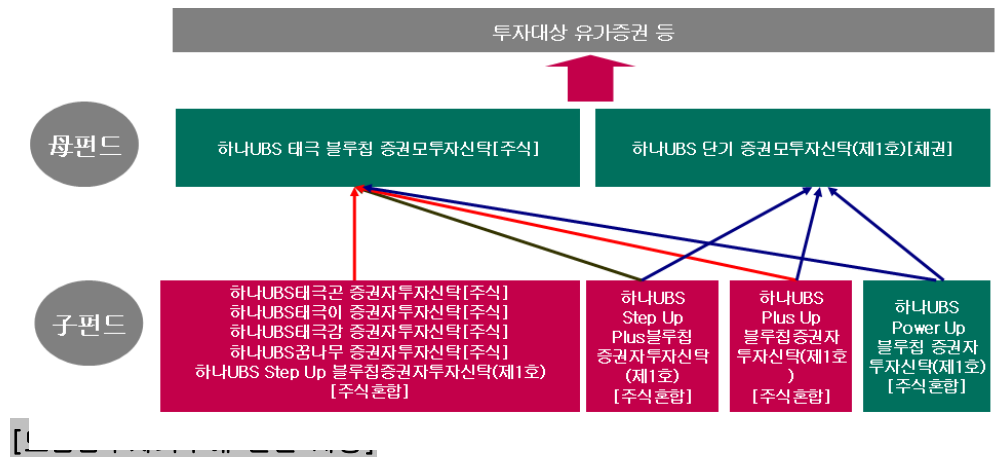 투자대상 유가증권 등
母펀드
하나UBS 태극 블루칩 증권모투자신탁[주식]
하나UBS 단기 증권모투자신탁(제1호)[채권]
子펀드
하나UBS태극곤 증권자투자신탁[주식]
하나UBS태극이 증권자투자신탁[주식]
하나UBS태극감 증권자투자신탁[주식]
하나UBS꿈나무 증권자투자신탁[주식]
하나UBS Step Up 블루칩증권자투자신탁(제1호)
[주식혼합]
하나UBS
Step Up
Plus블루칩
증권자투자신탁
(제1호)
[주식혼합]
하나UBS
Plus Up
블루칩증권자
투자신탁(제1호
)
[주식혼합]
하나UBS
Power Up
블루칩 증권자
투자신탁(제1호)
[주식혼합]